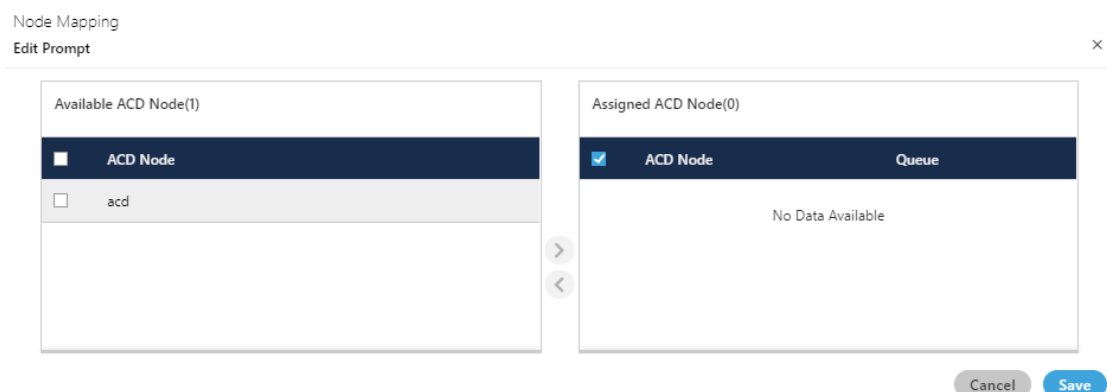 Node Mapping
Edit Prompt
Available ACD Node(1)
ACD Node
acd
Assigned ACD Node(0)
ACD Node Queue
No Data Available
Cancel Save